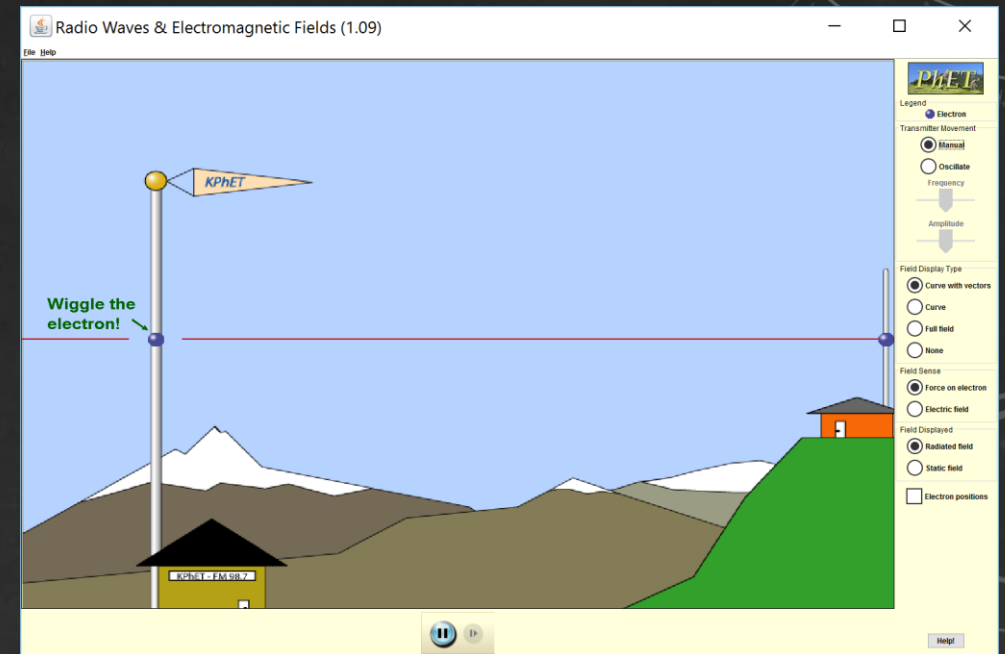 Radio Waves & Electromagnetic Fields (1.09)
File Help
PhET
Legend
Electron
Transmitter Movement
Manual
Oscillate
Frequency
Amplitude
KPhET
Wiggle the
electron!
Field Display Type
Curve with vectors
Curve
Full field
None
Field Sense
Force on electron
Electric field
Field Displayed
Radiated field
Static field
Electron positions
KPhET - FM 98.7
Help!